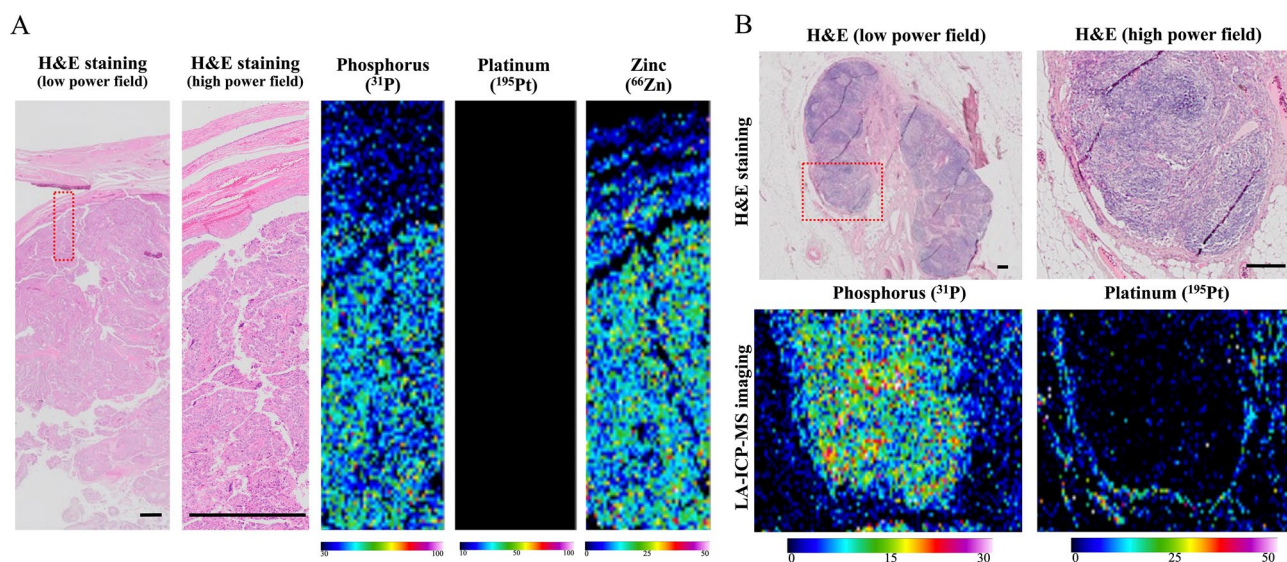 A
H&E staining
(low power field)
H&E staining
(high power field)
Phosphorus
(³¹P)
Platinum
(¹⁹⁵Pt)
Zinc
(⁶⁶Zn)
30 100
10 50 100
0 25 50
B
H&E (low power field)
H&E (high power field)
H&E staining
Phosphorus (³¹P)
Platinum (¹⁹⁵Pt)
LA-ICP-MS imaging
0 15 30
0 25 50